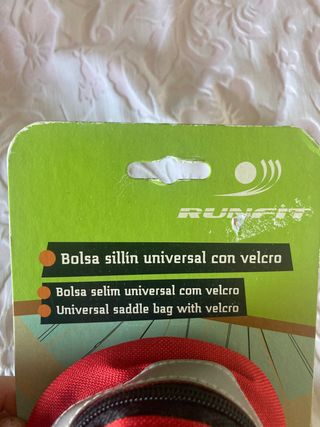 RUNFIT
Bolsa sillín universal con velcro
Bolsa selim universal com velcro
Universal saddle bag with velcro